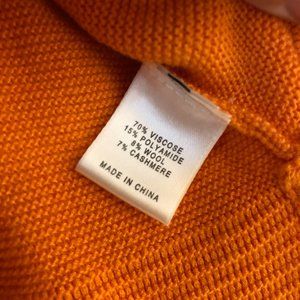 70% VISCOSE
15% POLYAMIDE
8% WOOL
7% CASHMERE
MADE IN CHINA